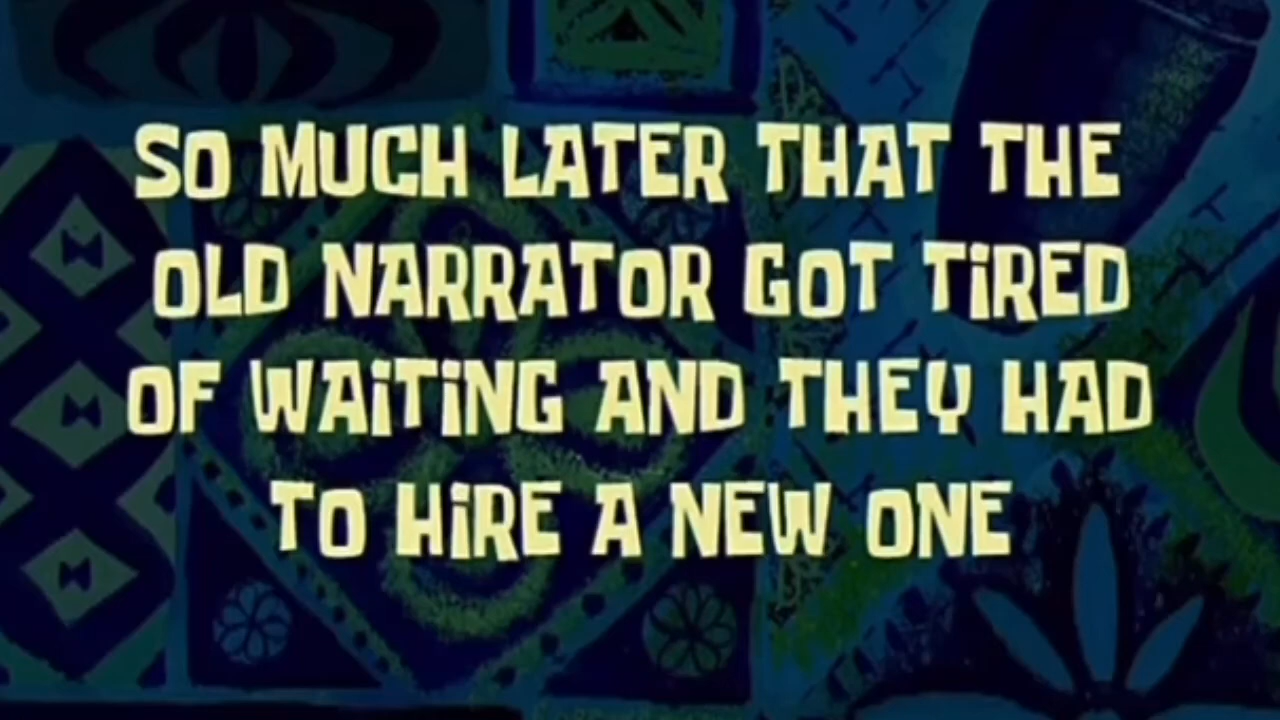 SO MUCH LATER THAT THE
OLD NARRATOR GOT TiRED
OF WAiTiNG AND THEY HAD
TO HiRE A NEW ONE